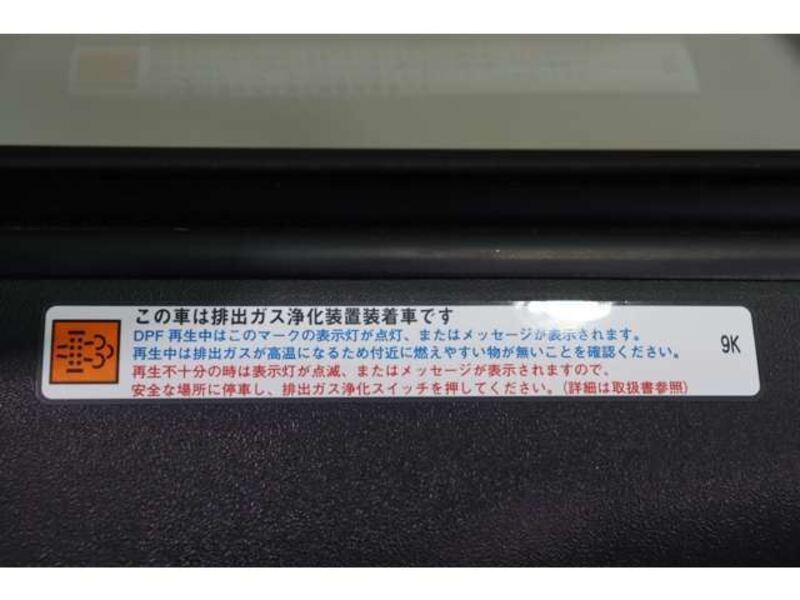 この車は排出ガス浄化装置装着車です
DPF 再生中はこのマークの表示灯が点灯、またはメッセージが表示されます。
再生中は排出ガスが高温になるため付近に燃えやすい物が無いことを確認ください。
再生不十分の時は表示灯が点滅、またはメッセージが表示されますので、
安全な場所に停車し、排出ガス浄化スイッチを押してください。（詳細は取扱書参照）
9K